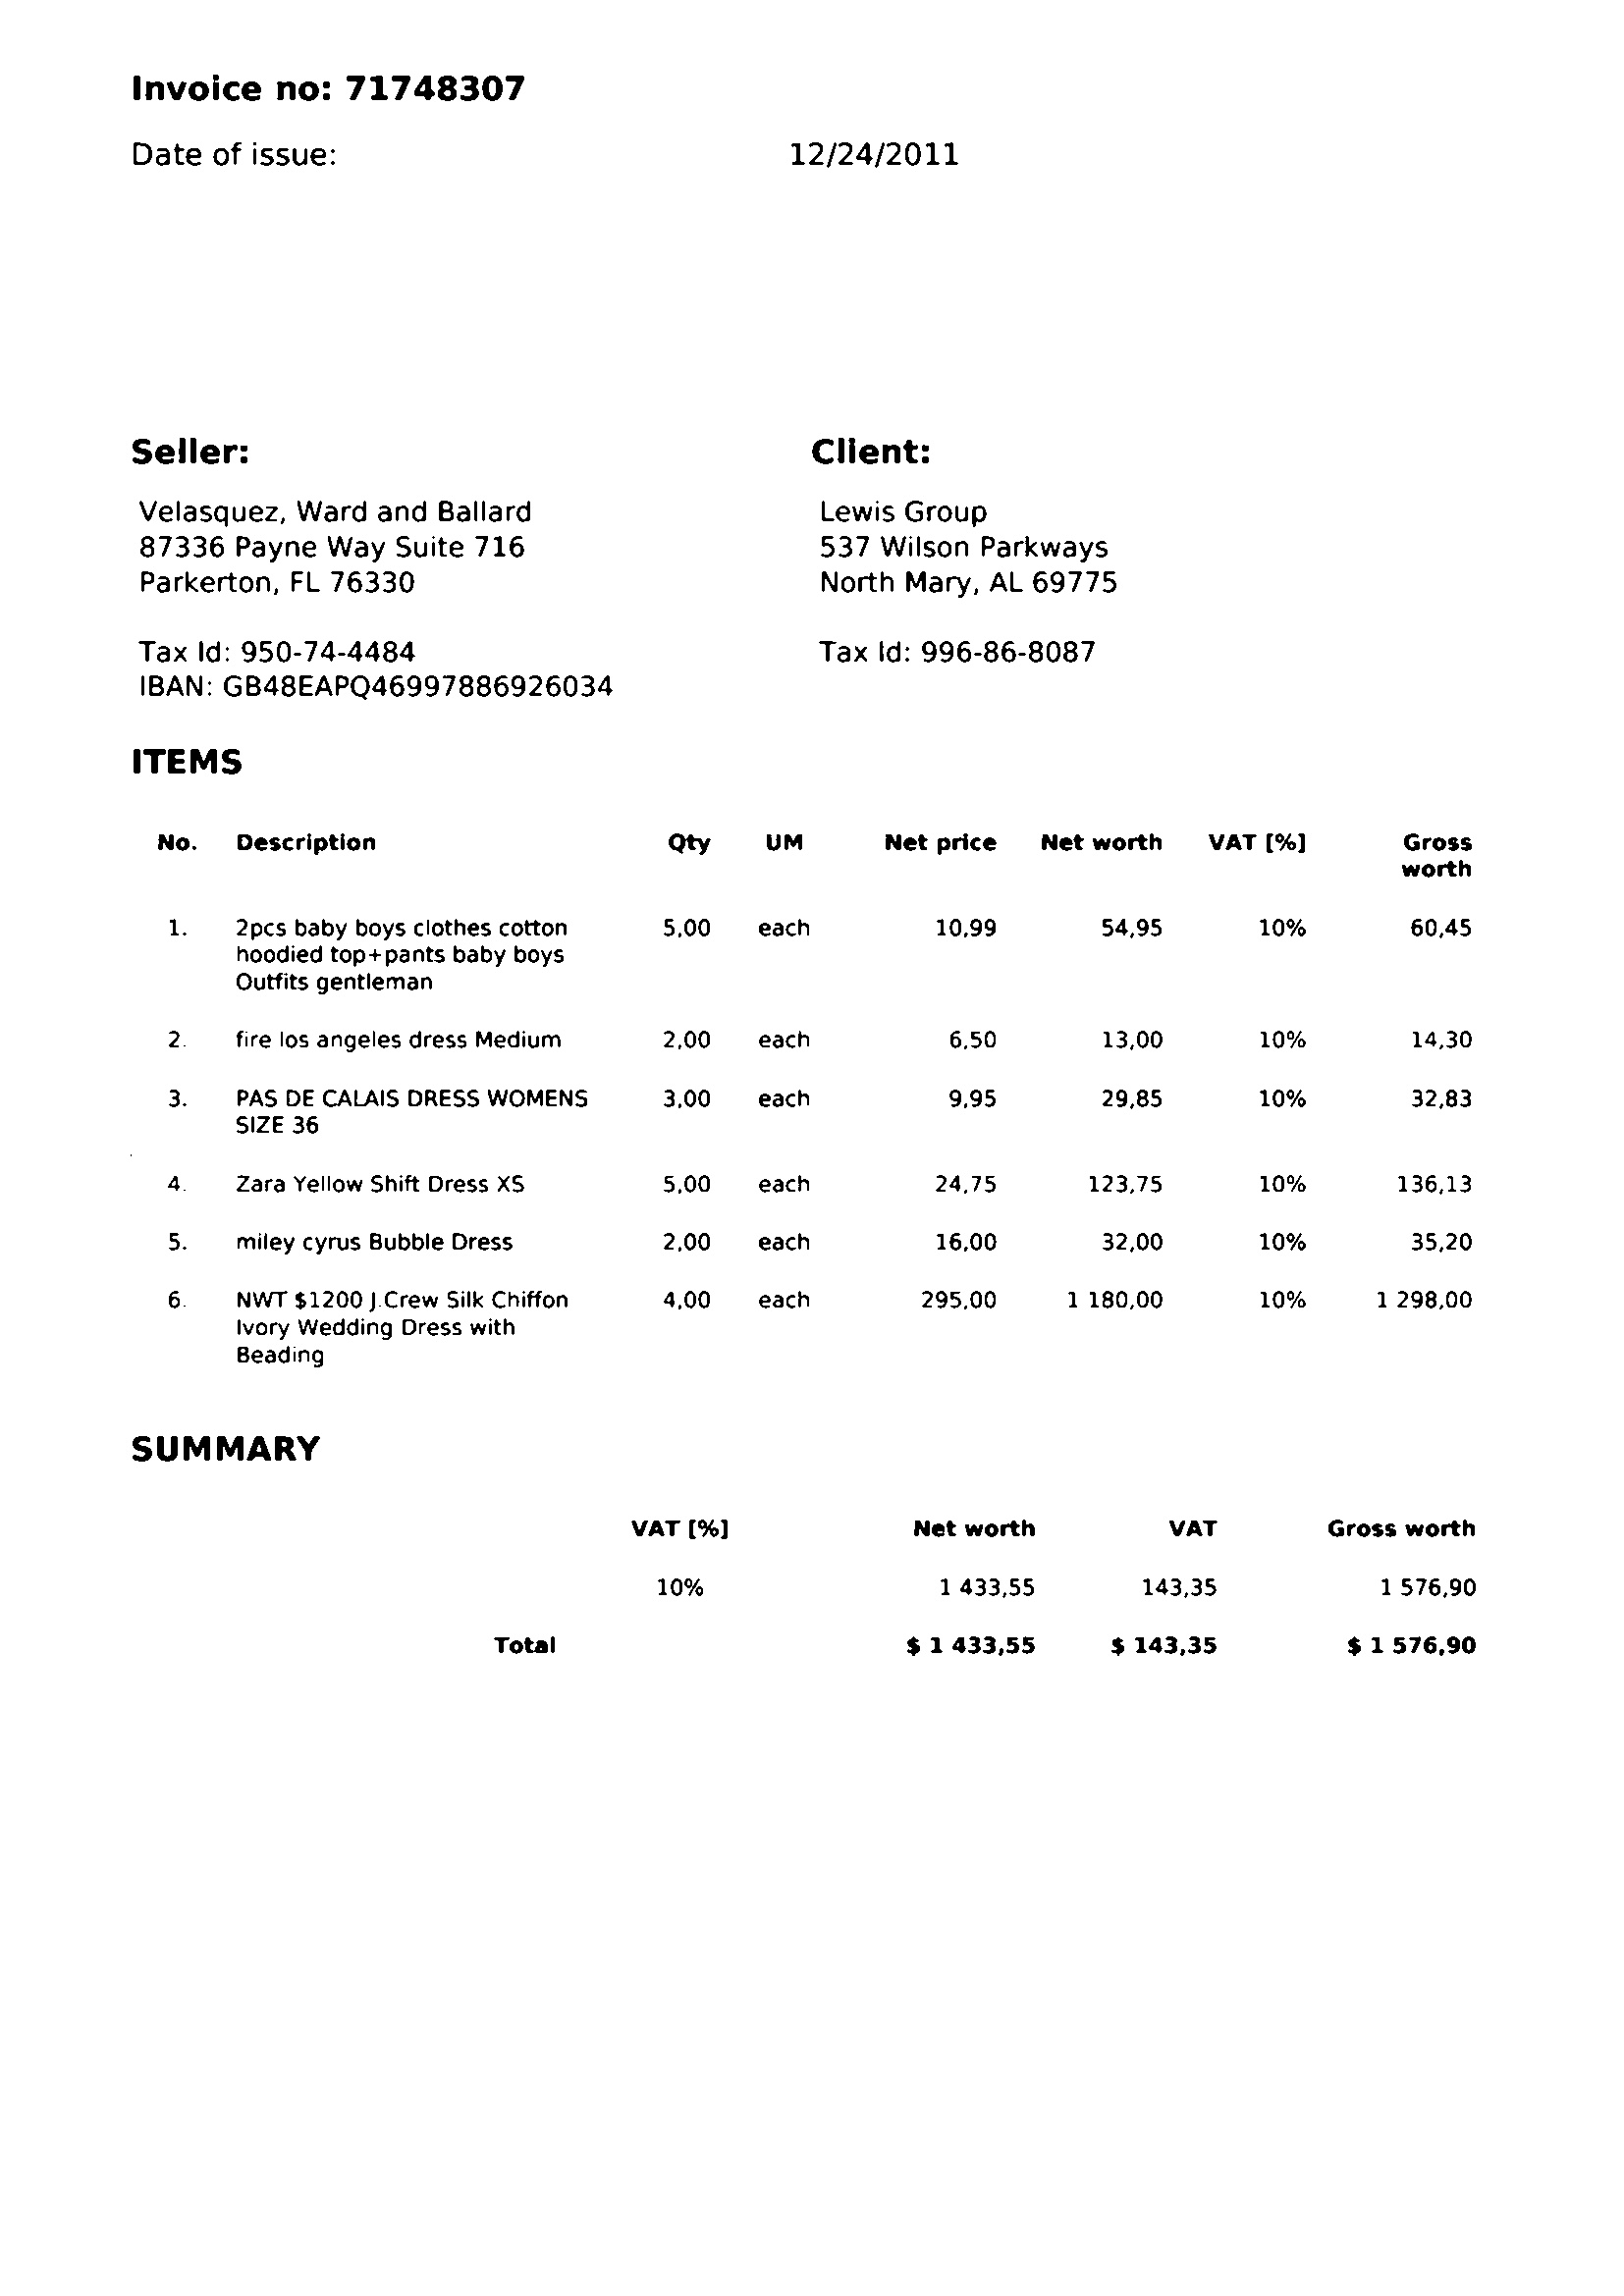 Invoice no: 71748307
Date of issue: 12/24/2011
Seller: Client:
Velasquez, Ward and Ballard Lewis Group
87336 Payne Way Suite 716 537 Wilson Parkways
Parkerton, FL 76330 North Mary, AL 69775
Tax Id: 950-74-4484 Tax Id: 996-86-8087
IBAN: GB48EAPQ46997886926034
ITEMS
No. Description Qty UM Net price Net worth VAT [%] Gross
worth
1. 2pcs baby boys clothes cotton 5,00 each 10,99 54,95 10% 60,45
hoodied top+pants baby boys
Outfits gentleman
2. fire los angeles dress Medium 2,00 each 6,50 13,00 10% 14,30
3. PAS DE CALAIS DRESS WOMENS 3,00 each 9,95 29,85 10% 32,83
SIZE 36
4. Zara Yellow Shift Dress XS 5,00 each 24,75 123,75 10% 136,13
5. miley cyrus Bubble Dress 2,00 each 16,00 32,00 10% 35,20
6. NWT $1200 J.Crew Silk Chiffon 4,00 each 295,00 1 180,00 10% 1 298,00
Ivory Wedding Dress with
Beading
SUMMARY
VAT [%] Net worth VAT Gross worth
10% 1 433,55 143,35 1 576,90
Total $ 1 433,55 $ 143,35 $ 1 576,90